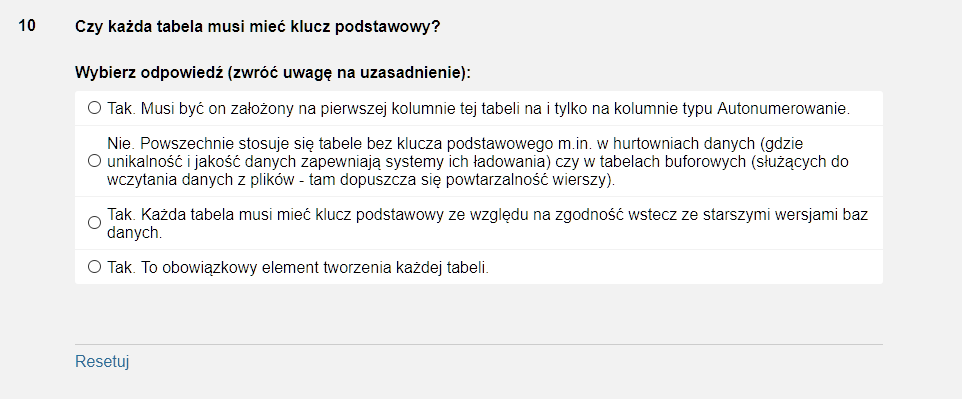 10 Czy każda tabela musi mieć klucz podstawowy?
Wybierz odpowiedź (zwróć uwagę na uzasadnienie):
Tak. Musi być on założony na pierwszej kolumnie tej tabeli na i tylko na kolumnie typu Autonumerowanie.
Nie. Powszechnie stosuje się tabele bez klucza podstawowego m.in. w hurtowniach danych (gdzie
unikalność i jakość danych zapewniają systemy ich ładowania) czy w tabelach buforowych (służących do
wczytania danych z plików - tam dopuszcza się powtarzalność wierszy).
Tak. Każda tabela musi mieć klucz podstawowy ze względu na zgodność wstecz ze starszymi wersjami baz
danych.
Tak. To obowiązkowy element tworzenia każdej tabeli.
Resetuj